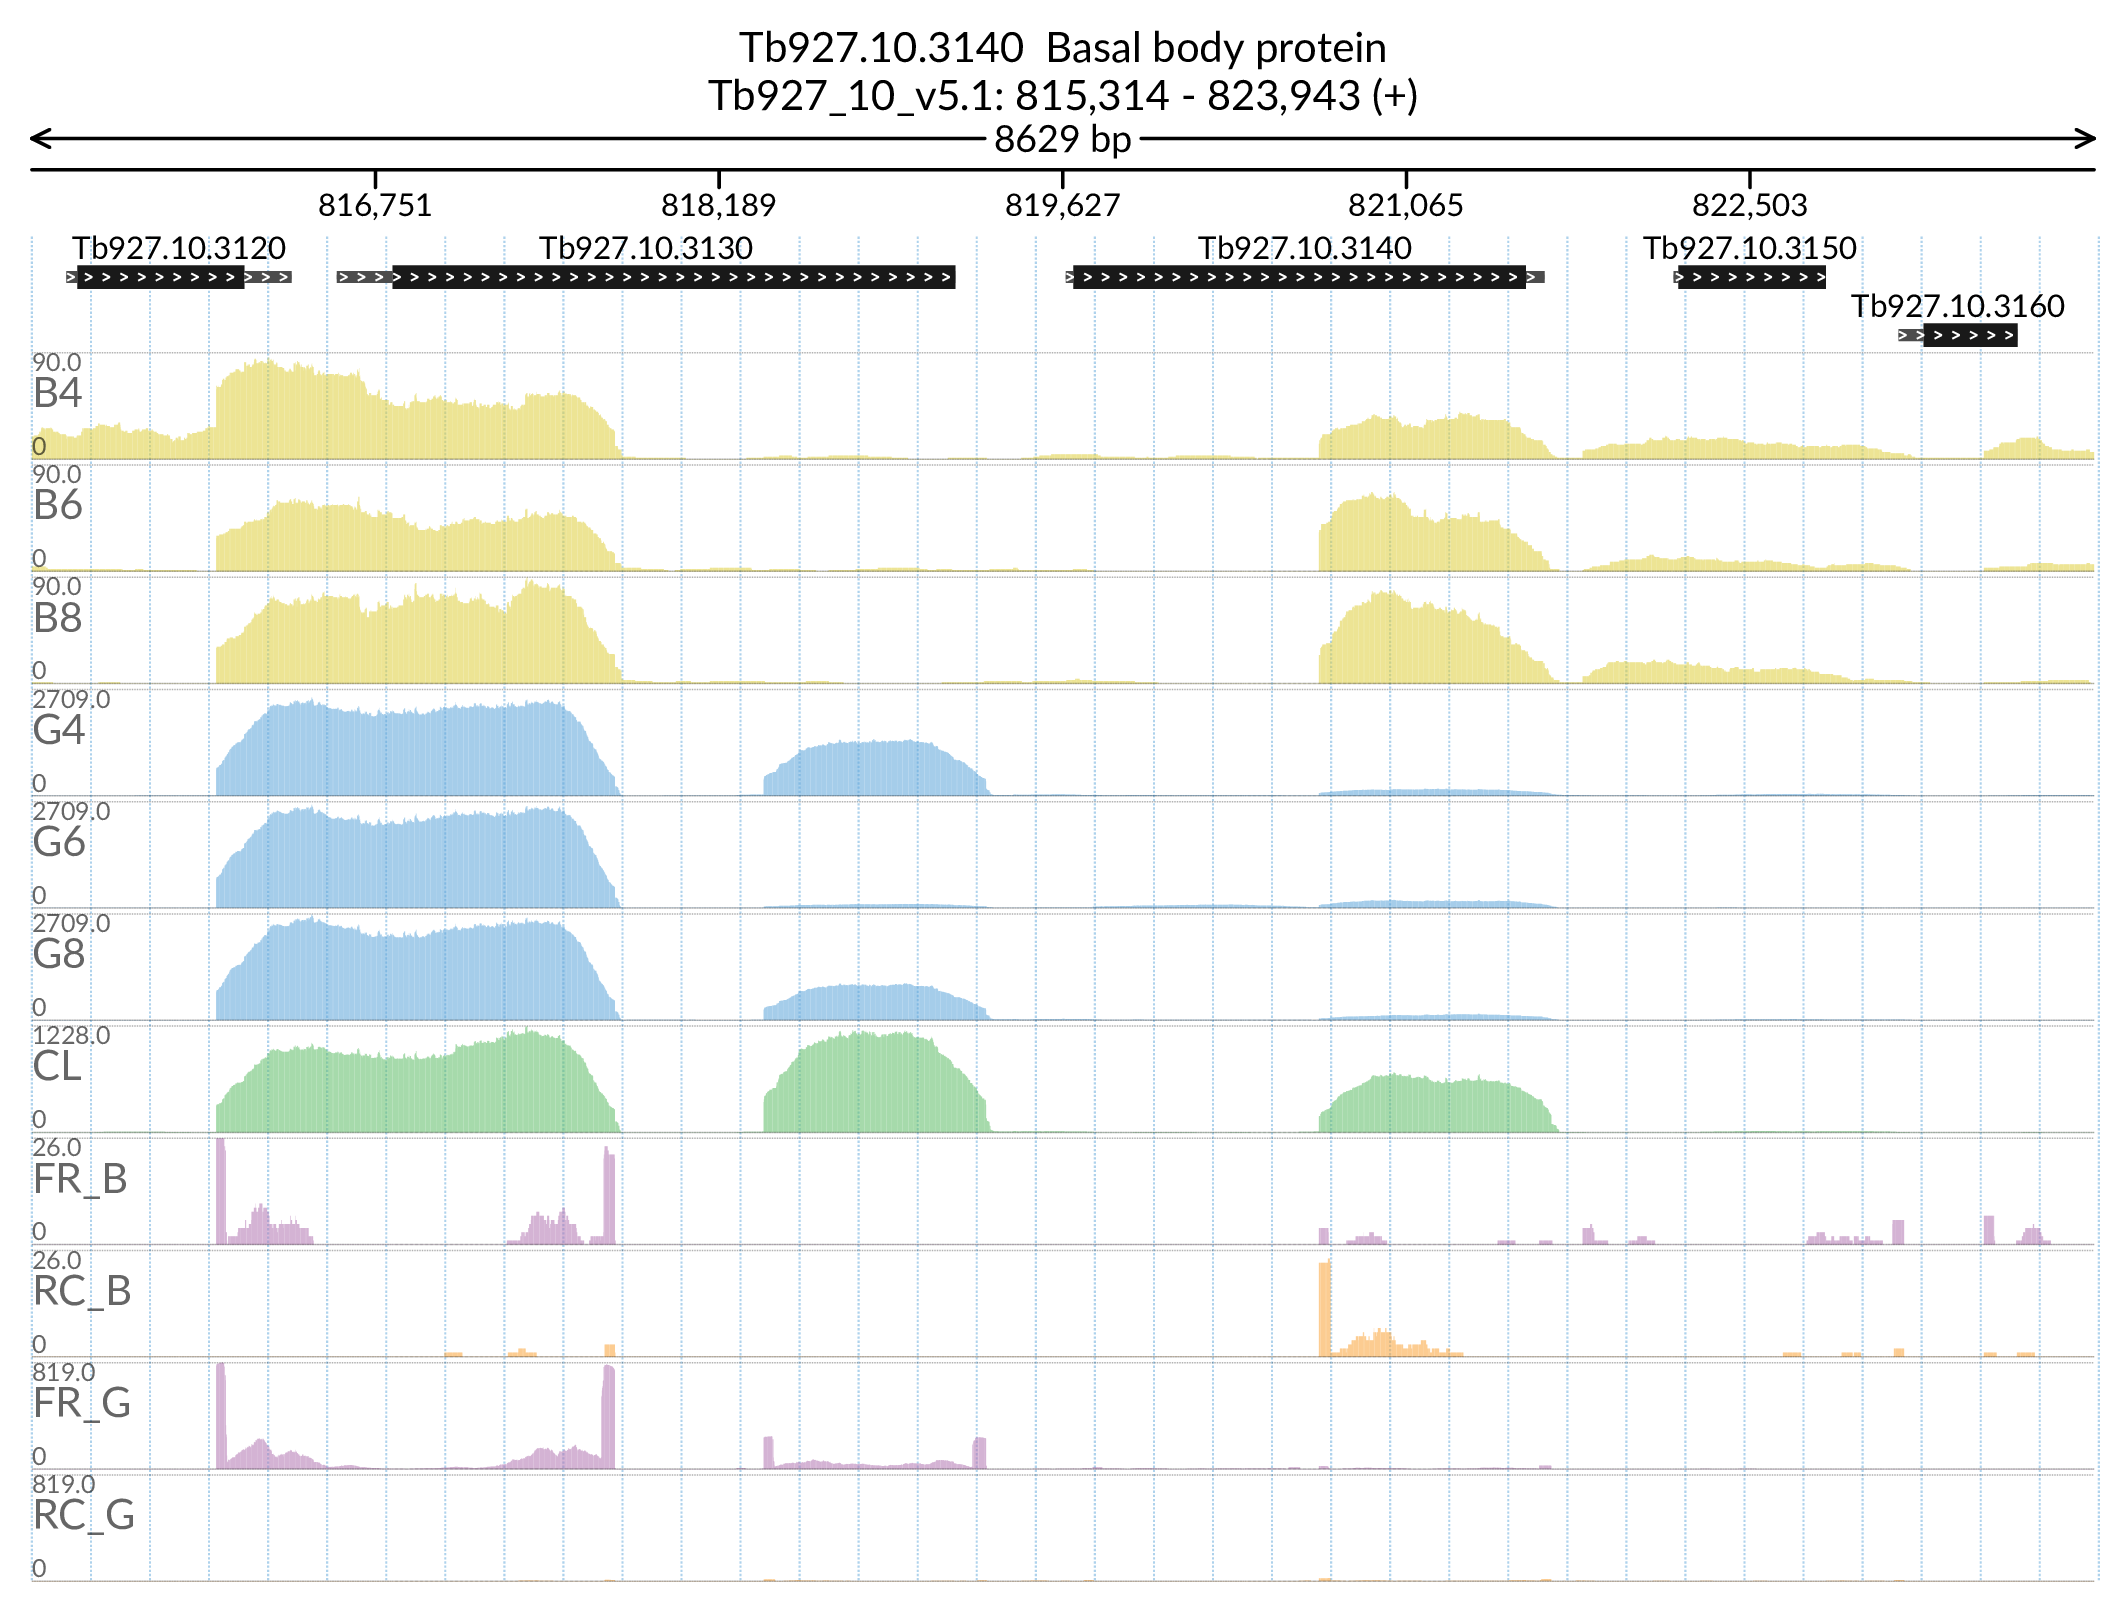 Tb927.10.3140  Basal body protein
Tb927_10_v5.1: 815,314 - 823,943 (+)
8629 bp
816,751 818,189 819,627 821,065 822,503
Tb927.10.3120 Tb927.10.3130 Tb927.10.3140 Tb927.10.3150
Tb927.10.3160
90.0
B4
0
90.0
B6
0
90.0
B8
0
2709.0
G4
0
2709.0
G6
0
2709.0
G8
0
1228.0
CL
0
26.0
FR_B
0
26.0
RC_B
0
819.0
FR_G
0
819.0
RC_G
0